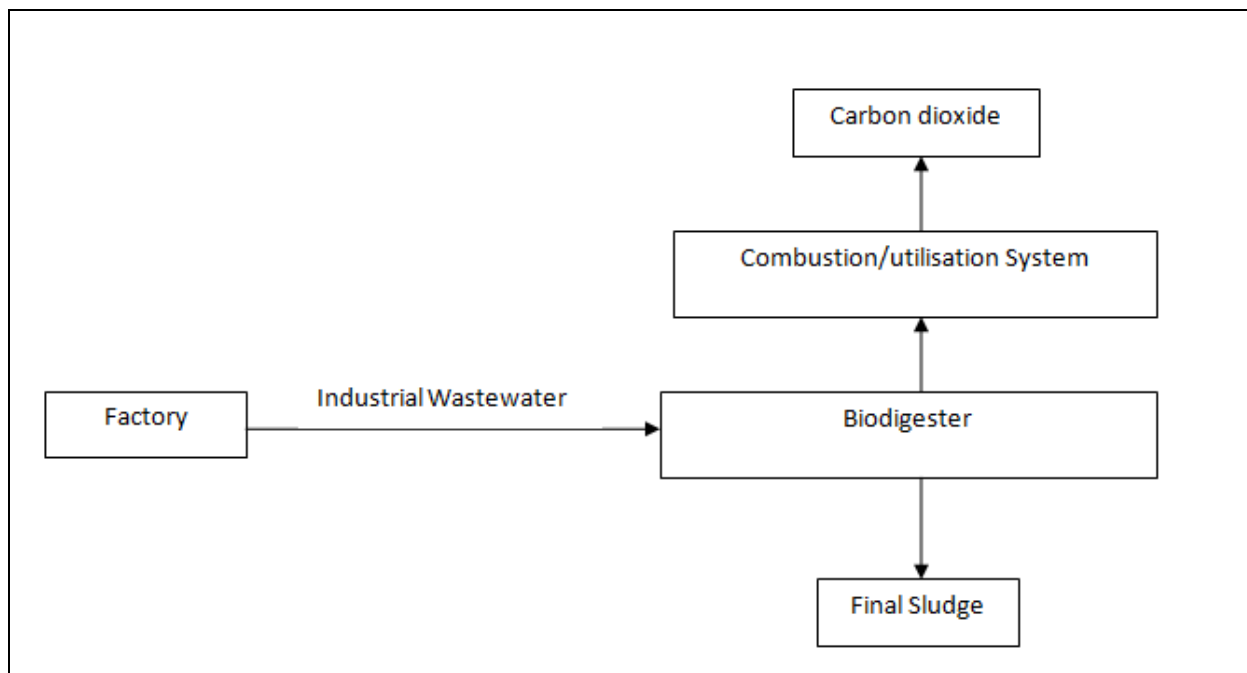 Carbon dioxide
Combustion/utilisation System
Industrial Wastewater
Factory
Biodigester
Final Sludge